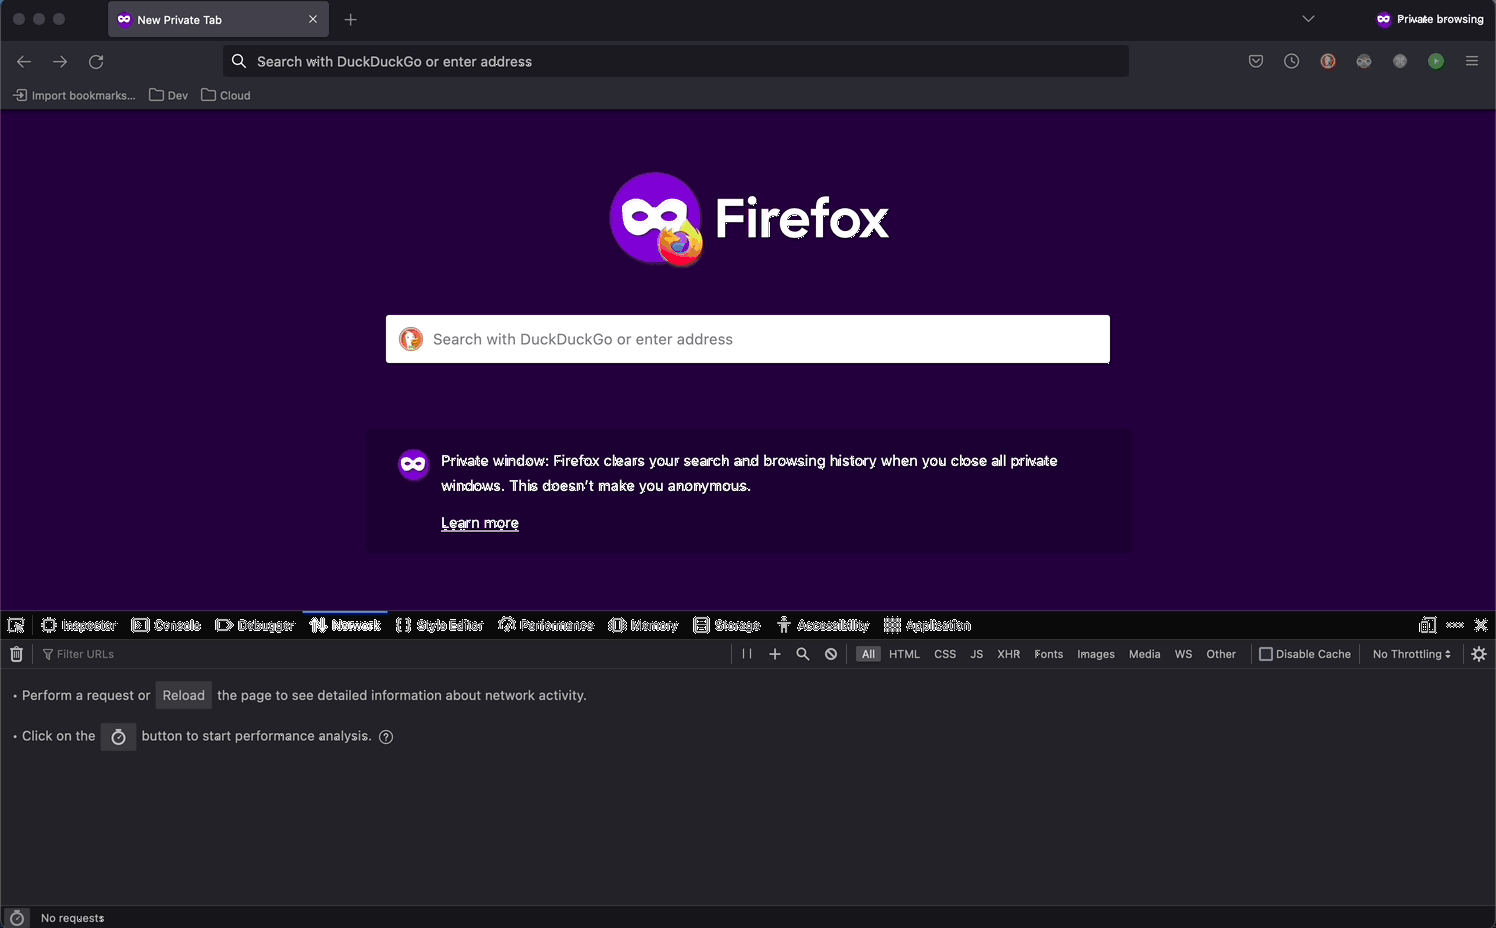 New Private Tab
Private browsing
Search with DuckDuckGo or enter address
Import bookmarks...
Dev
Cloud
Firefox
Search with DuckDuckGo or enter address
Private window: Firefox clears your search and browsing history when you close all private
windows. This doesn't make you anonymous.
Learn more
Inspector Console Debugger Network Style Editor Performance Memory Storage Accessibility Application
Filter URLs
All HTML CSS JS XHR Fonts Images Media WS Other
Disable Cache
No Throttling
• Perform a request or Reload the page to see detailed information about network activity.
• Click on the button to start performance analysis. ?
No requests